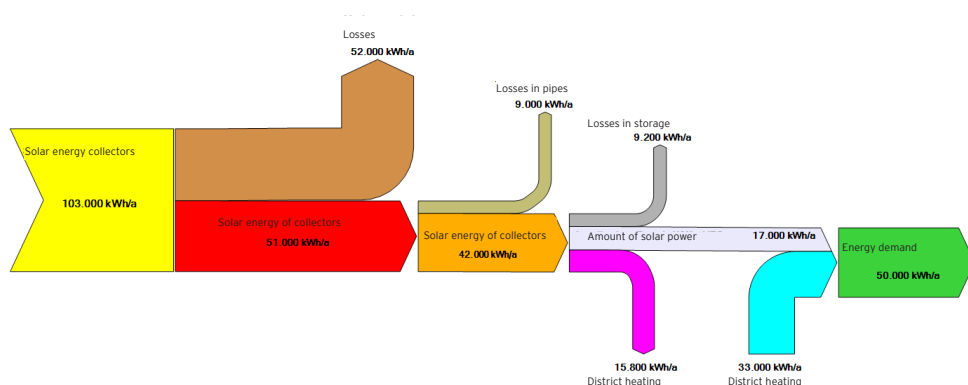 Losses
52.000 kWh/a
Losses in pipes
9.000 kWh/a
Losses in storage
9.200 kWh/a
Solar energy collectors
103.000 kWh/a
Solar energy of collectors
51.000 kWh/a
Solar energy of collectors
42.000 kWh/a
Amount of solar power
17.000 kWh/a
Energy demand
50.000 kWh/a
15.800 kWh/a
District heating
33.000 kWh/a
District heating